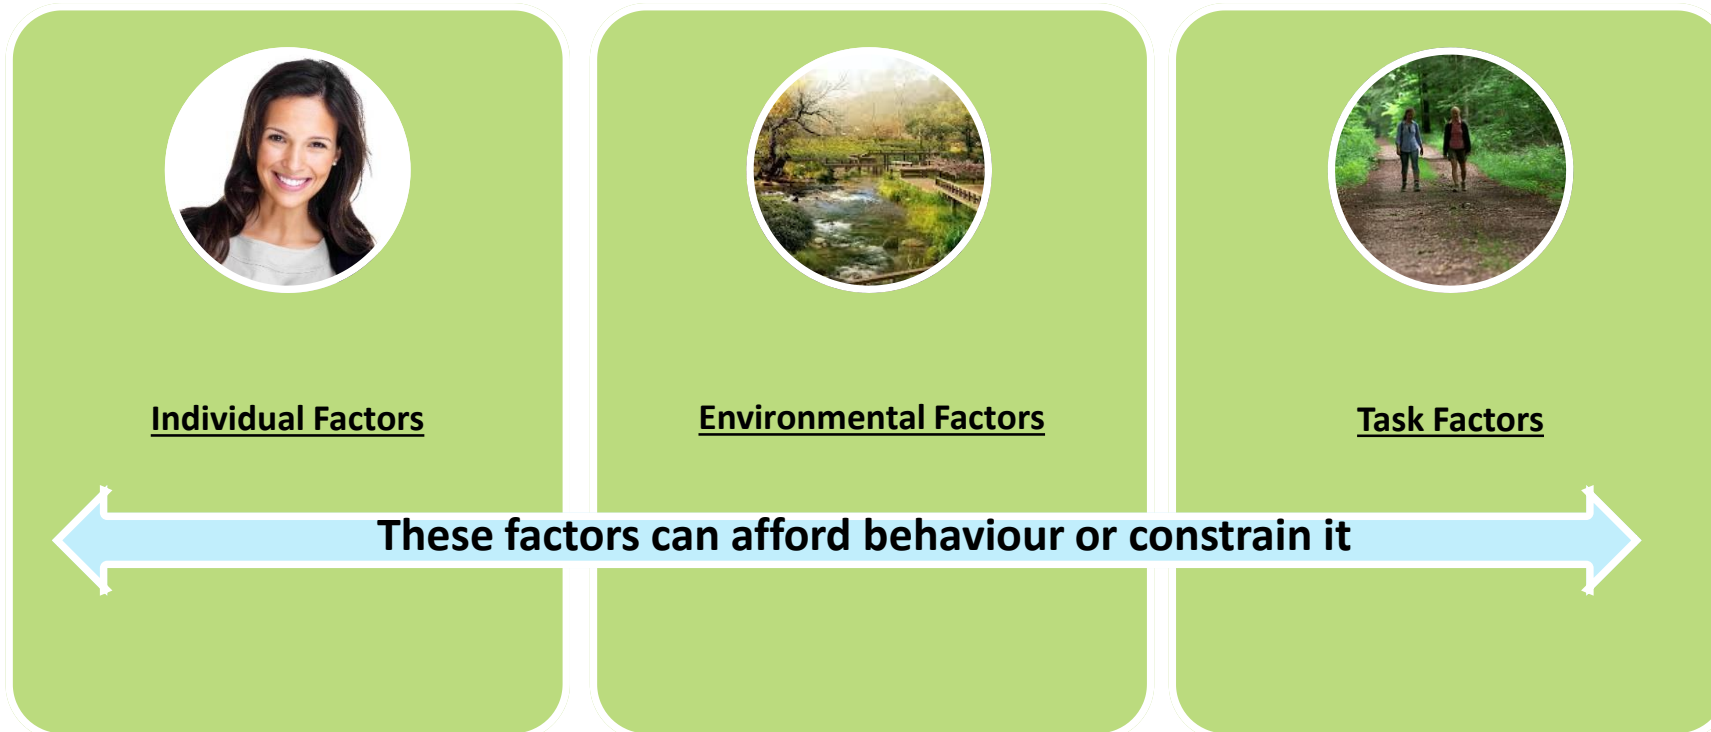 Individual Factors
Environmental Factors
Task Factors
These factors can afford behaviour or constrain it